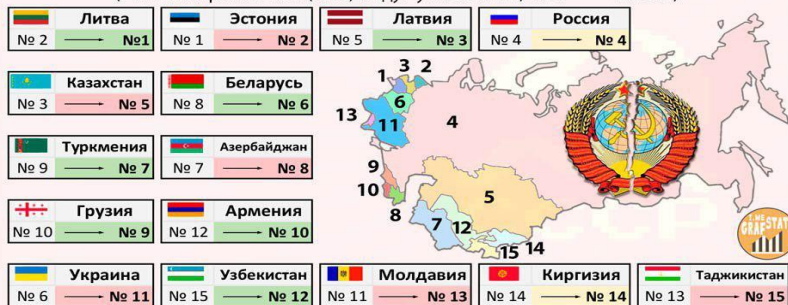 Литва
№ 2 → №1
Эстония
№ 1 → № 2
Латвия
№ 5 → № 3
Россия
№ 4 → № 4
Казахстан
№ 3 → № 5
Беларусь
№ 8 → № 6
Туркмения
№ 9 → № 7
Азербайджан
№ 7 → № 8
Грузия
№ 10 → № 9
Армения
№ 12 → № 10
1
3
2
6
13
11
4
9
10
8
5
7
12
15
14
T.ME
GRAFSTAT
Украина
№ 6 → № 11
Узбекистан
№ 15 → № 12
Молдавия
№ 11 → № 13
Киргизия
№ 14 → № 14
Таджикистан
№ 13 → № 15